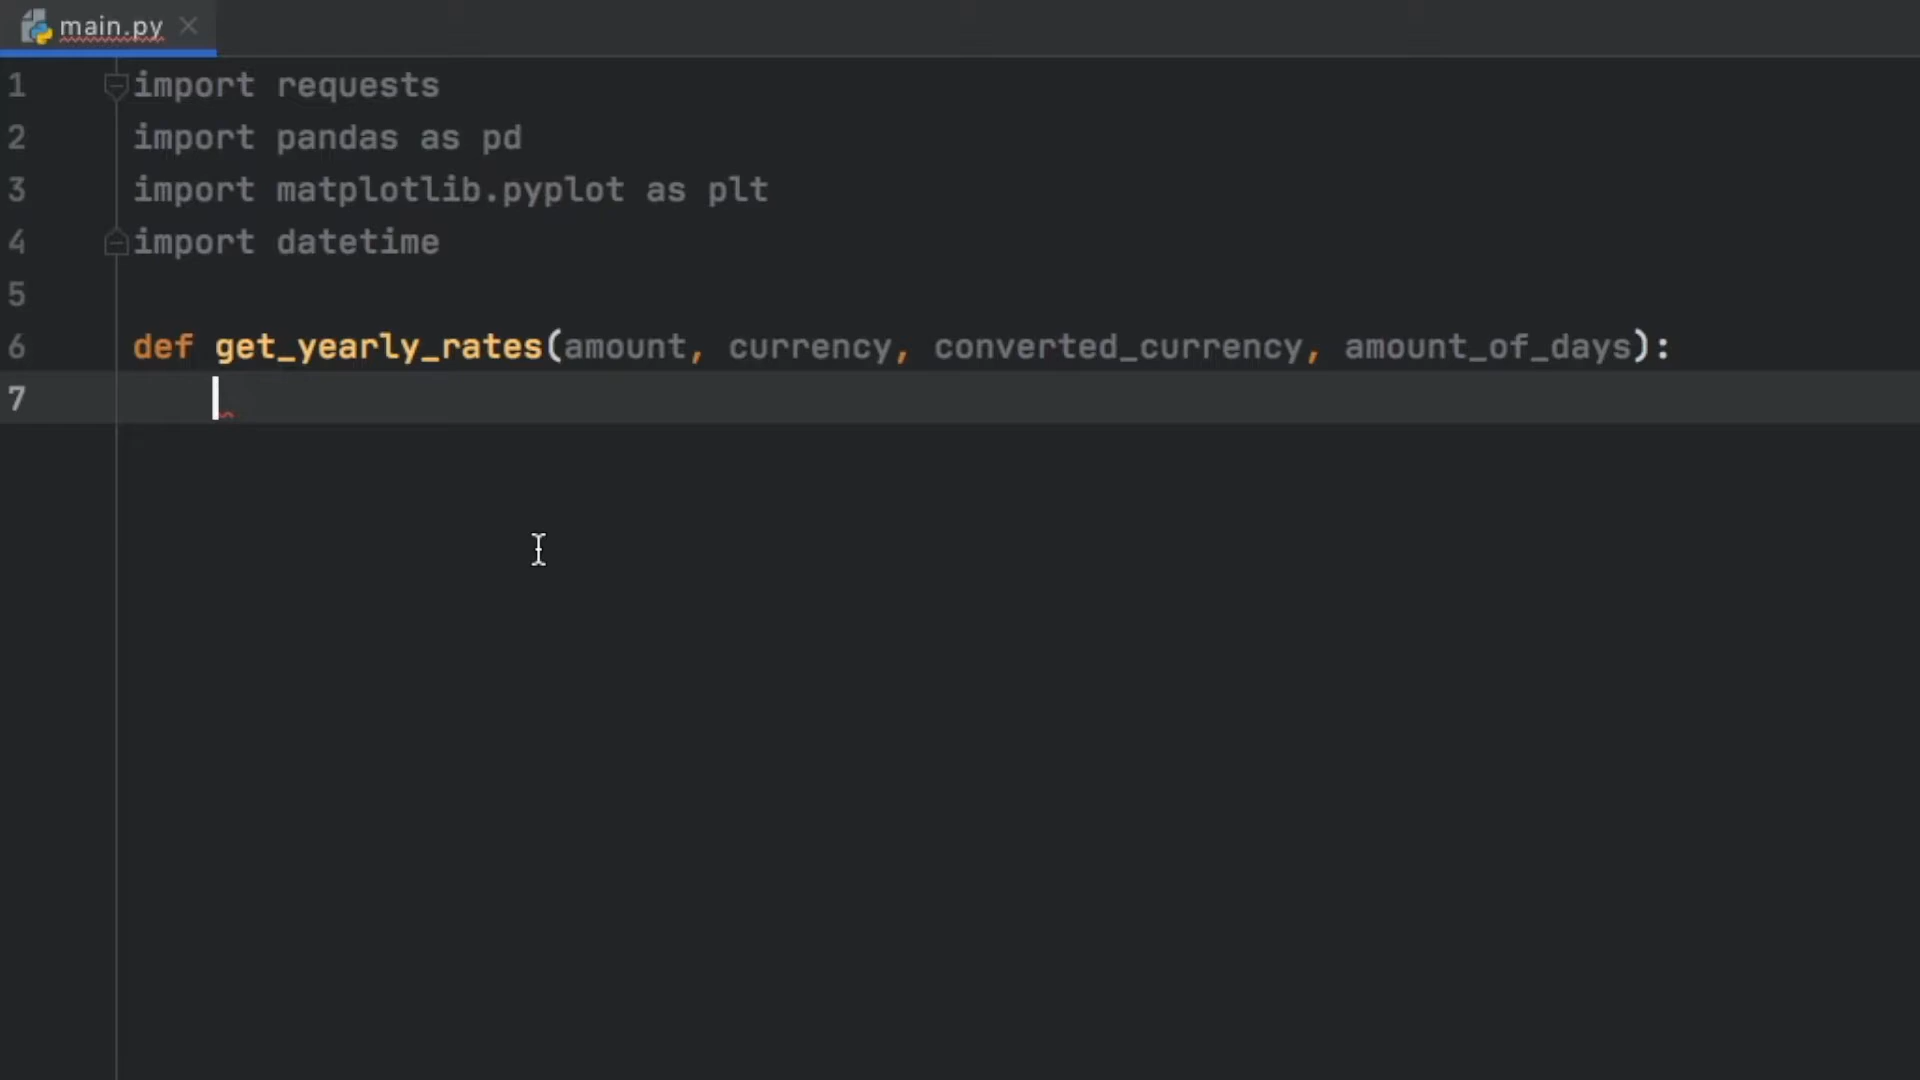 main.py
1 import requests
2 import pandas as pd
3 import matplotlib.pyplot as plt
4 import datetime
5
6 def get_yearly_rates(amount, currency, converted_currency, amount_of_days):
7